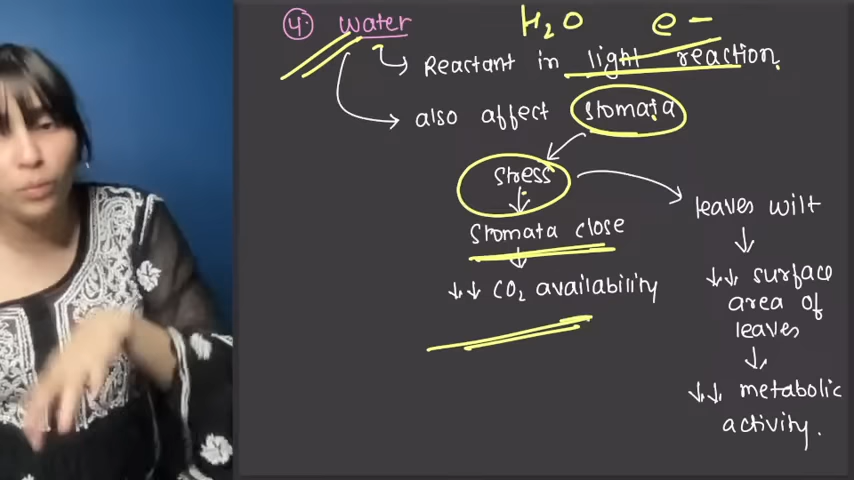 ④ water H₂O e-
Reactant in light reaction.
also affect stomata
stress
stomata close
↓↓ CO₂ availability
leaves wilt
↓↓ surface
area of
leaves
↓↓ metabolic
activity.